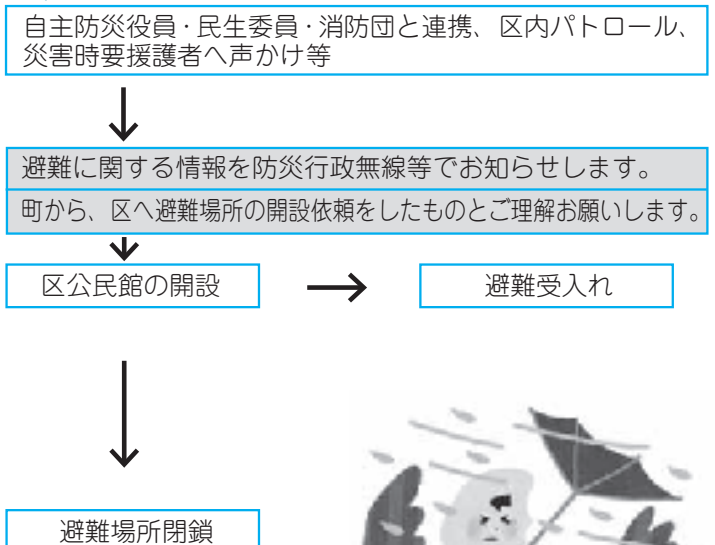 自主防災役員・民生委員・消防団と連携、区内パトロール、
災害時要援護者へ声かけ等
避難に関する情報を防災行政無線等でお知らせします。
町から、区へ避難場所の開設依頼をしたものとご理解お願いします。
区公民館の開設
避難受入れ
避難場所閉鎖